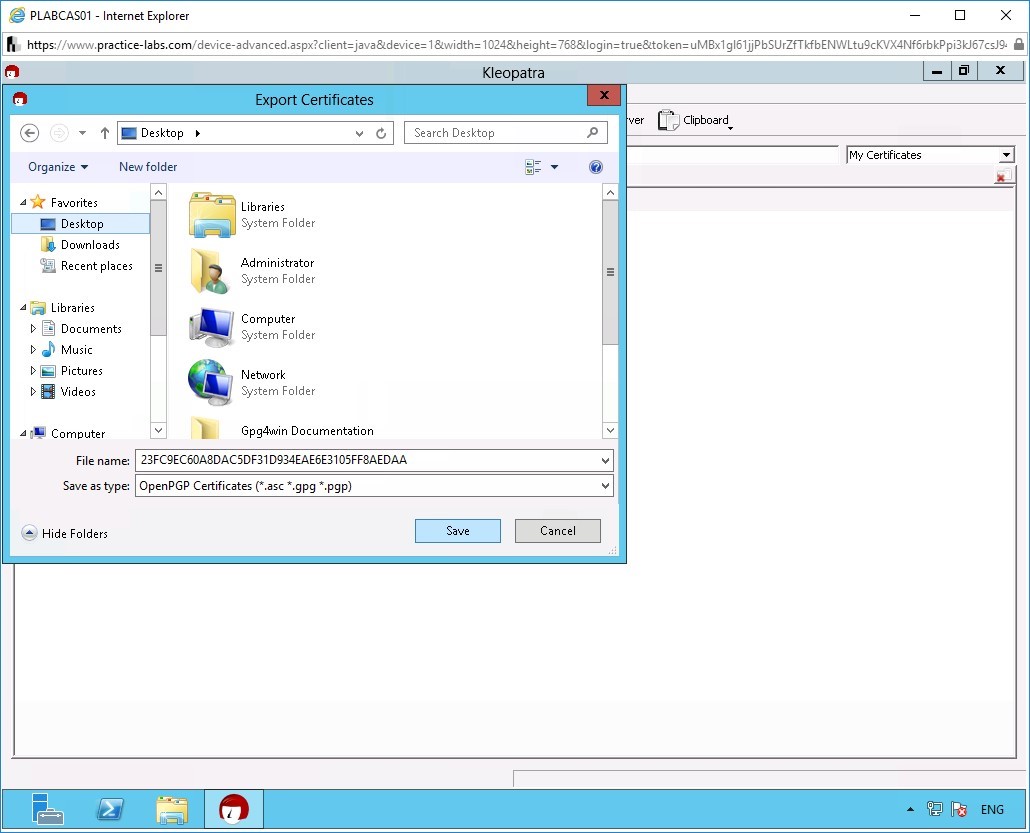 PLABCAS01 - Internet Explorer
https://www.practice-labs.com/device-advanced.aspx?client=java&device=1&width=1024&height=768&login=true&token=uMBx1gI61jjPbSUrZfTkfbENWLtu9cKVX4Nf6rbkPpi3kJ67csJ9
Kleopatra
Export Certificates
Desktop
Search Desktop
ver
Clipboard
Organize
New folder
My Certificates
Favorites
Desktop
Downloads
Recent places
Libraries
Documents
Music
Pictures
Videos
Computer
Libraries
System Folder
Administrator
System Folder
Computer
System Folder
Network
System Folder
Gpg4win Documentation
File name: 23FC9EC60A8DAC5DF31D934EAE6E3105FF8AEDAA
Save as type: OpenPGP Certificates (*.asc *.gpg *.pgp)
Hide Folders
Save
Cancel
ENG